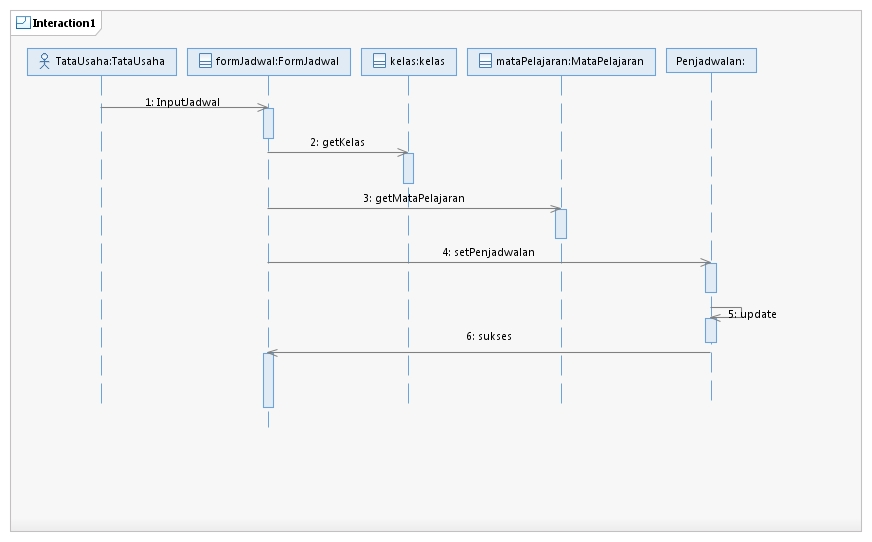 Interaction1
TataUsaha:TataUsaha
formJadwal:FormJadwal
kelas:kelas
mataPelajaran:MataPelajaran
Penjadwalan:
1: InputJadwal
2: getKelas
3: getMataPelajaran
4: setPenjadwalan
5: update
6: sukses